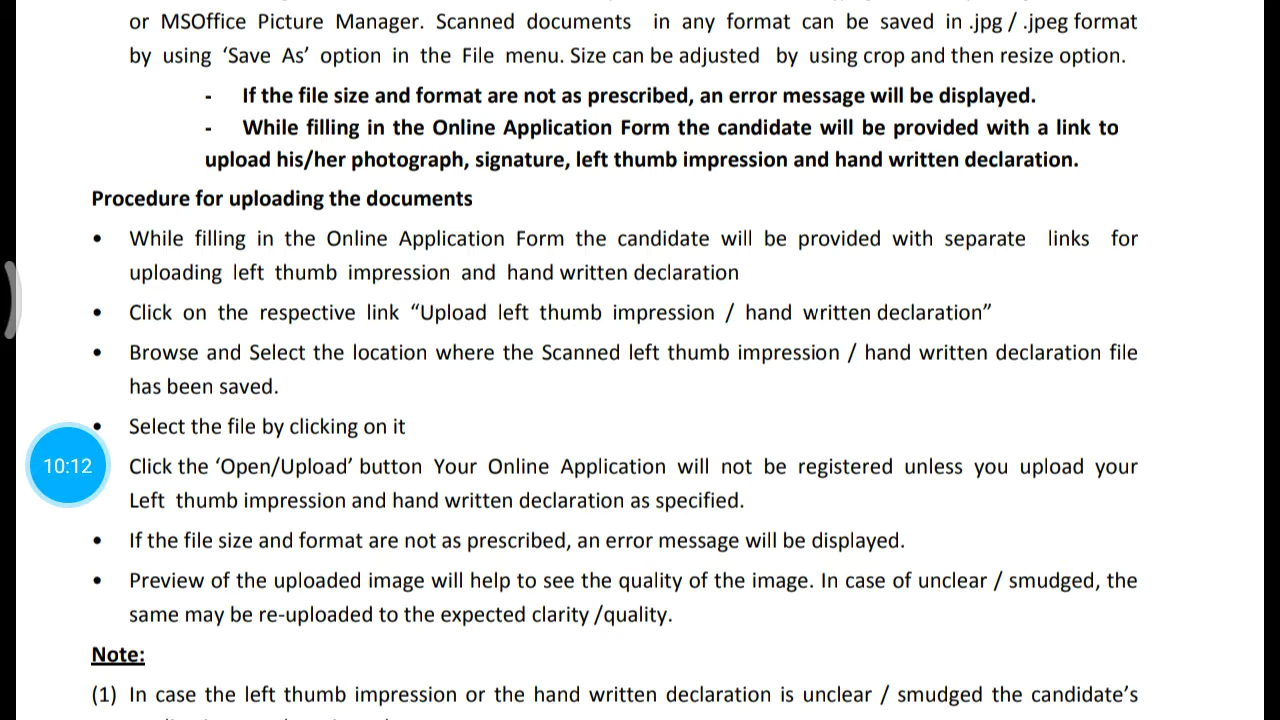 or MSOffice Picture Manager. Scanned documents in any format can be saved in .jpg / .jpeg format
by using ‘Save As’ option in the File menu. Size can be adjusted by using crop and then resize option.
- If the file size and format are not as prescribed, an error message will be displayed.
- While filling in the Online Application Form the candidate will be provided with a link to
upload his/her photograph, signature, left thumb impression and hand written declaration.
Procedure for uploading the documents
• While filling in the Online Application Form the candidate will be provided with separate links for
uploading left thumb impression and hand written declaration
• Click on the respective link “Upload left thumb impression / hand written declaration”
• Browse and Select the location where the Scanned left thumb impression / hand written declaration file
has been saved.
• Select the file by clicking on it
10:12
Click the ‘Open/Upload’ button Your Online Application will not be registered unless you upload your
Left thumb impression and hand written declaration as specified.
• If the file size and format are not as prescribed, an error message will be displayed.
• Preview of the uploaded image will help to see the quality of the image. In case of unclear / smudged, the
same may be re-uploaded to the expected clarity /quality.
Note:
(1) In case the left thumb impression or the hand written declaration is unclear / smudged the candidate’s